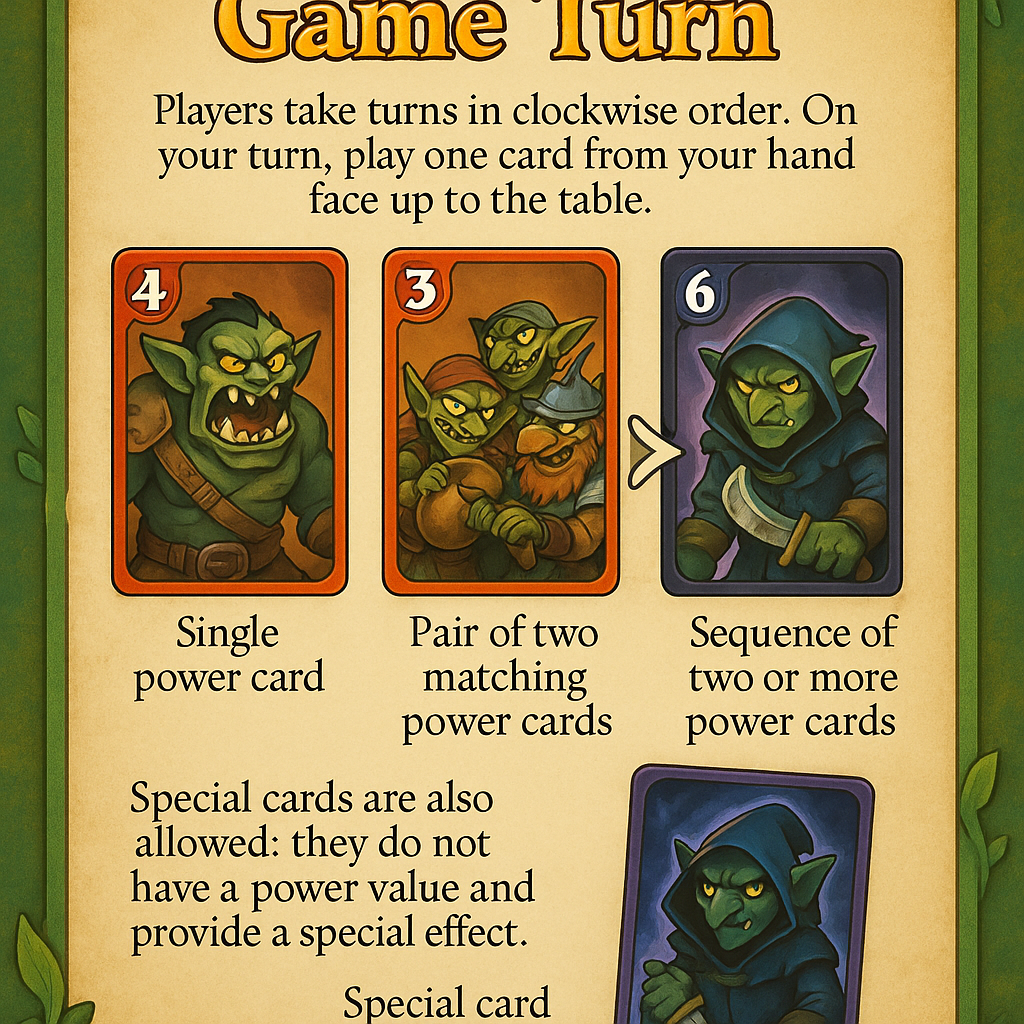 Game Turn
Players take turns in clockwise order. On
your turn, play one card from your hand
face up to the table.
4
3
6
Single
power card
Pair of two
matching
power cards
Sequence of
two or more
power cards
Special cards are also
allowed: they do not
have a power value and
provide a special effect.
Special card